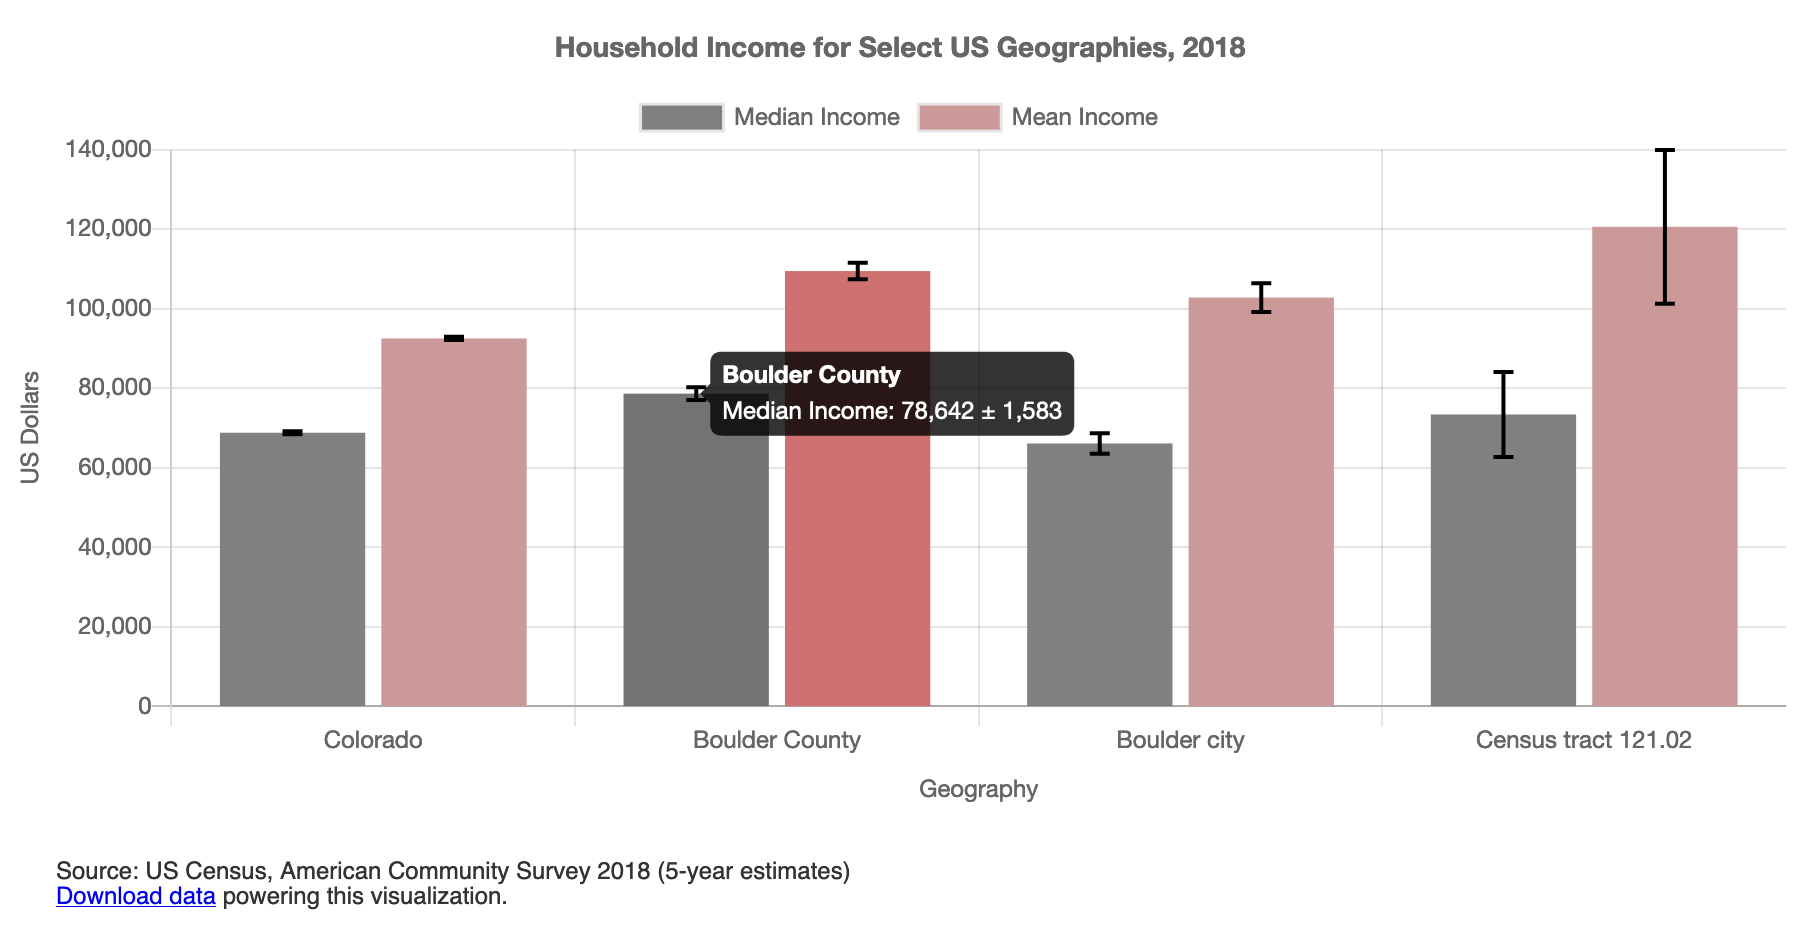 Household Income for Select US Geographies, 2018
Median Income Mean Income
140,000
120,000
100,000
80,000
60,000
40,000
20,000
0
US Dollars
Boulder County
Median Income: 78,642 ± 1,583
Colorado Boulder County Boulder city Census tract 121.02
Geography
Source: US Census, American Community Survey 2018 (5-year estimates)
Download data powering this visualization.